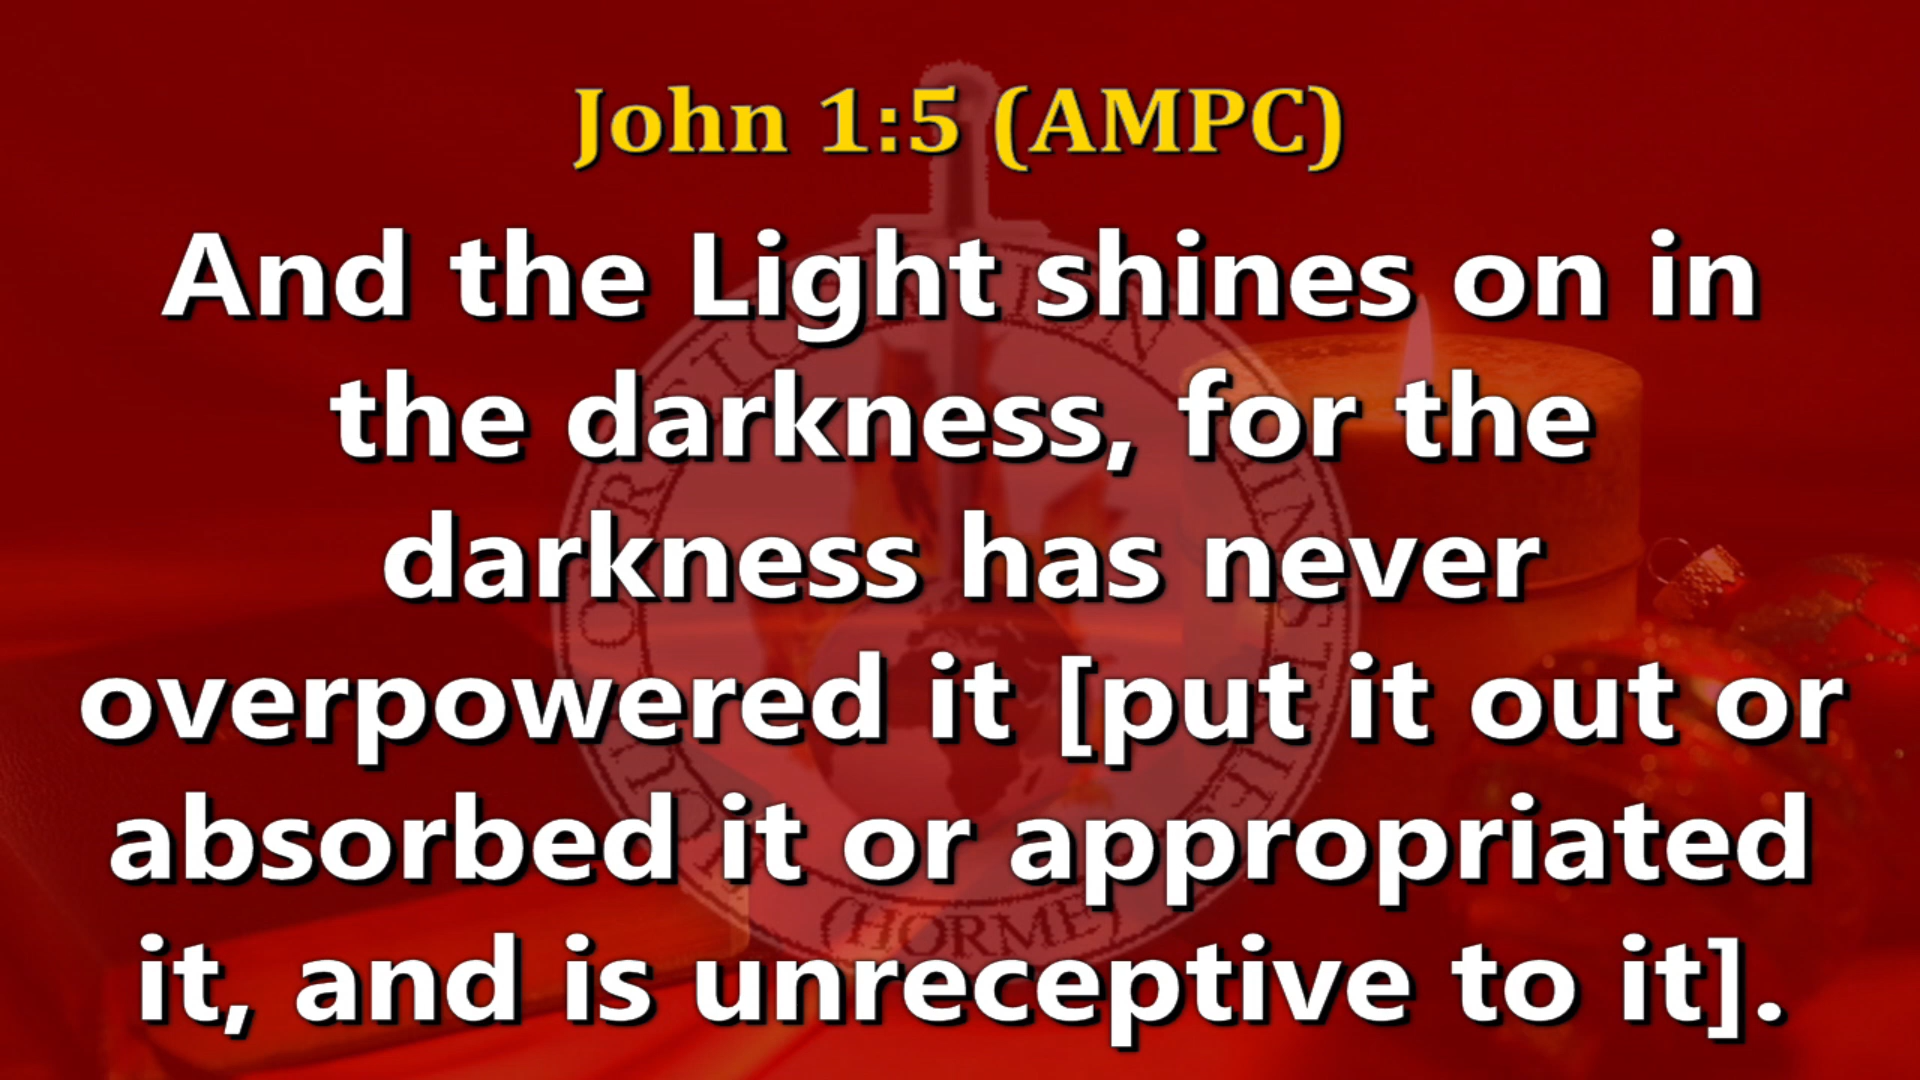 John 1:5 (AMPC)
And the Light shines on in
the darkness, for the
darkness has never
overpowered it [put it out or
absorbed it or appropriated
it, and is unreceptive to it].
(HORME)